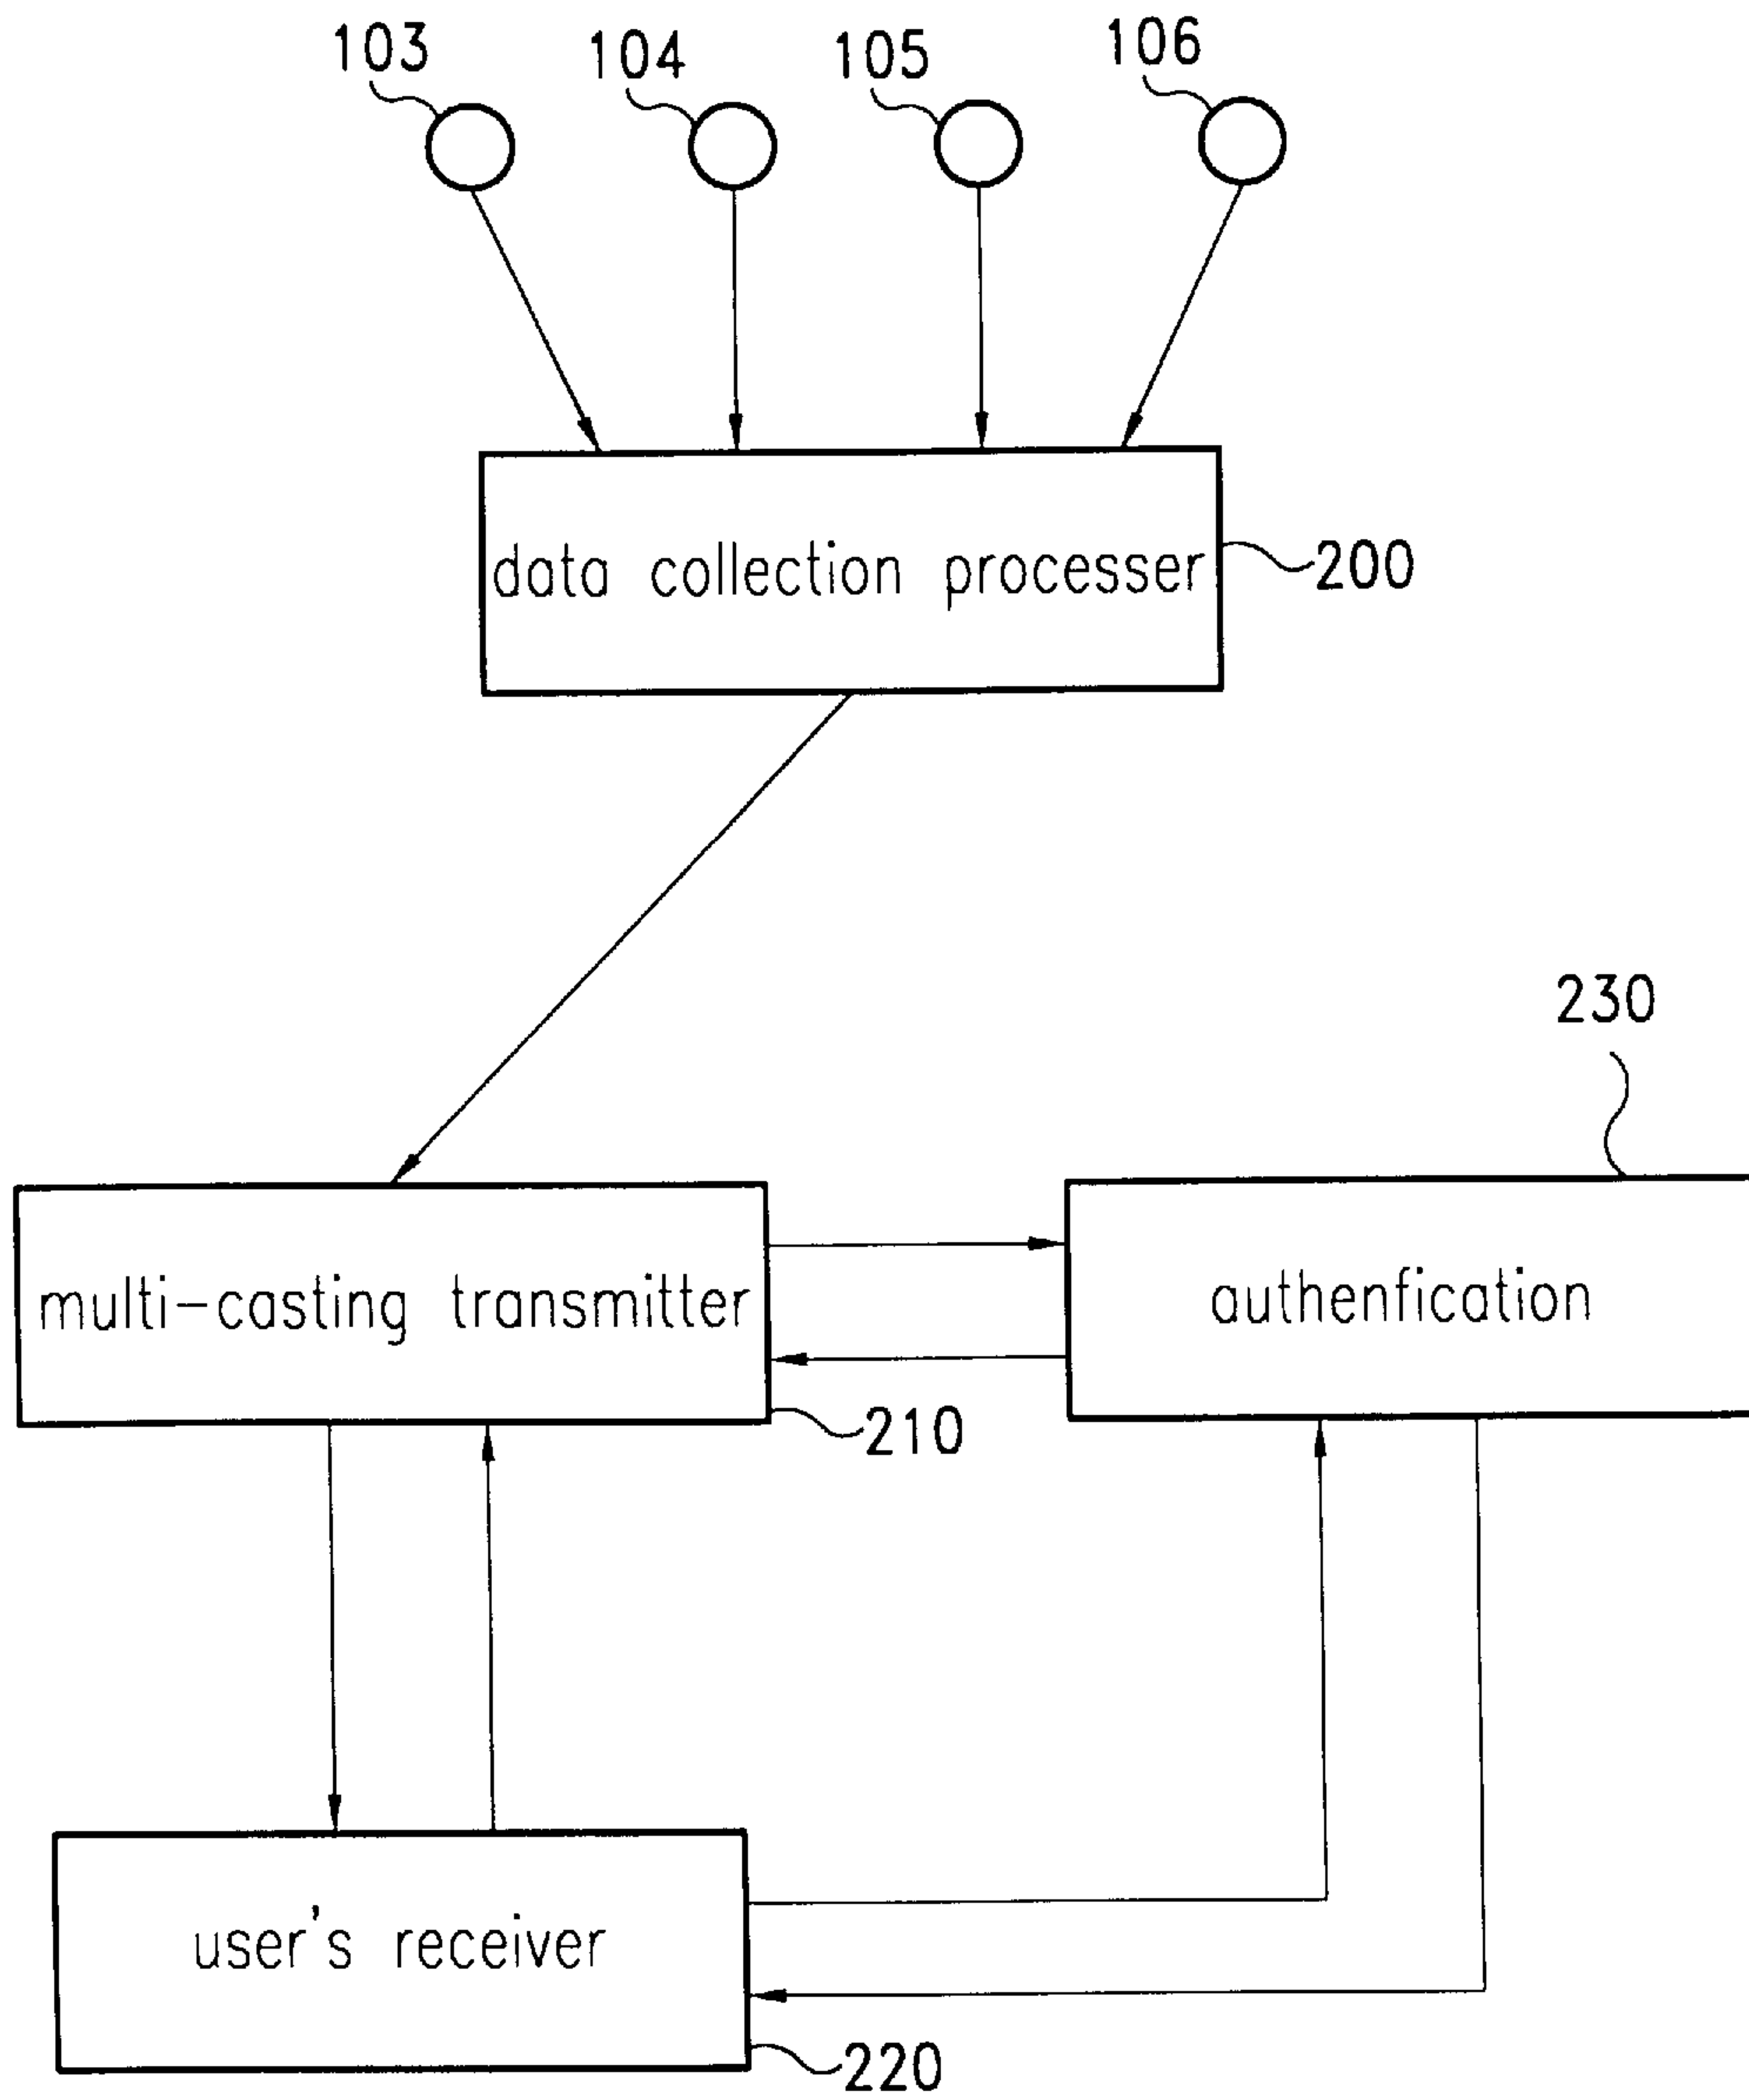 103
104
105
106
data collection processer
200
230
multi-casting transmitter
authenfication
210
user's receiver
220